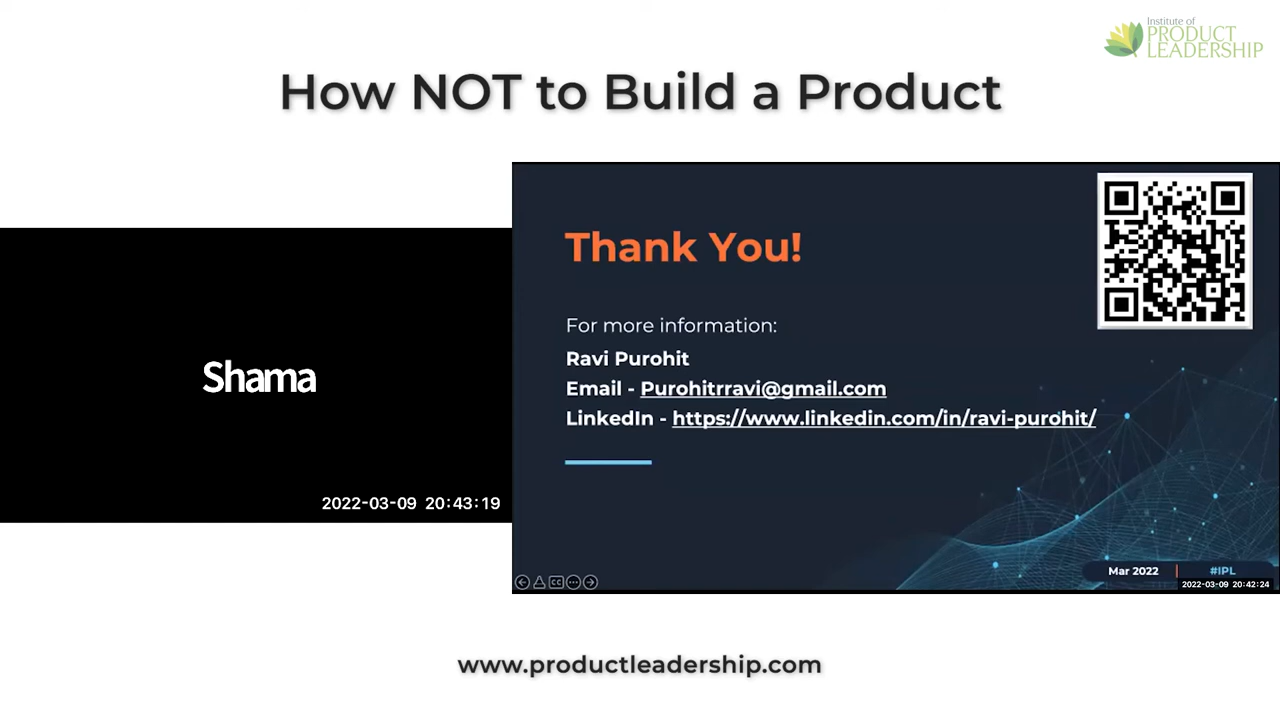 Institute of
PRODUCT
LEADERSHIP
How NOT to Build a Product
Shama
2022-03-09 20:43:19
Thank You!
For more information:
Ravi Purohit
Email - Purohitrravi@gmail.com
LinkedIn - https://www.linkedin.com/in/ravi-purohit/
CC
Mar 2022 | #IPL
2022-03-09 20:42:24
www.productleadership.com